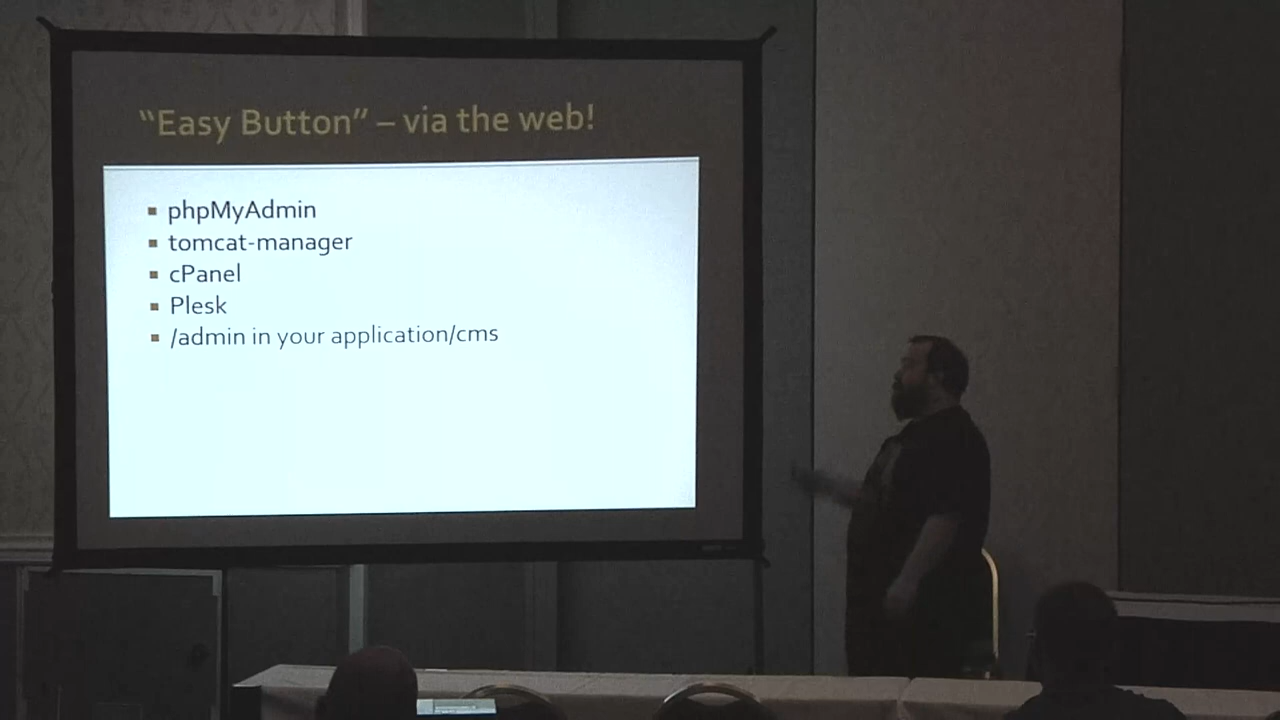 “Easy Button” – via the web!
phpMyAdmin
tomcat-manager
cPanel
Plesk
/admin in your application/cms